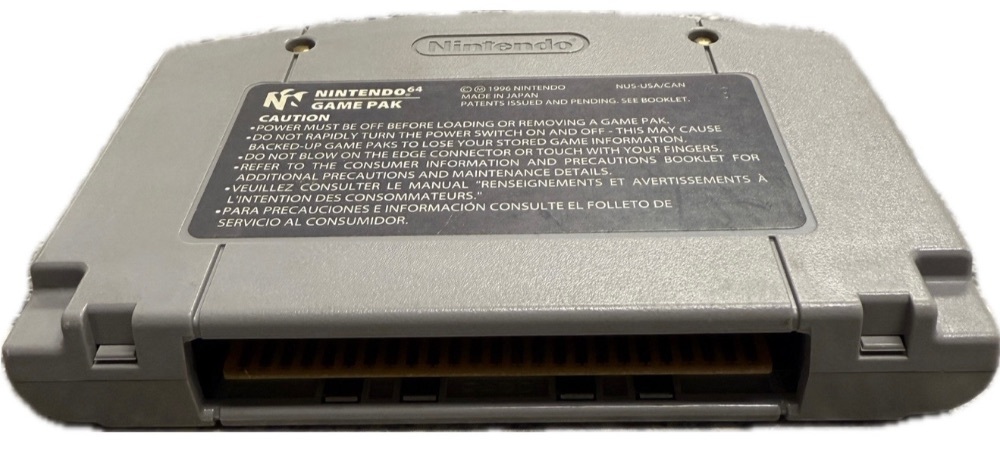 Nintendo®
NINTENDO 64
GAME PAK
© Ⓜ 1996 NINTENDO NUS-USA/CAN
MADE IN JAPAN
PATENTS ISSUED AND PENDING. SEE BOOKLET.
CAUTION
•POWER MUST BE OFF BEFORE LOADING OR REMOVING A GAME PAK.
•DO NOT RAPIDLY TURN THE POWER SWITCH ON AND OFF - THIS MAY CAUSE
BACKED-UP GAME PAKS TO LOSE YOUR STORED GAME INFORMATION.
•DO NOT BLOW ON THE EDGE CONNECTOR OR TOUCH WITH YOUR FINGERS.
•REFER TO THE CONSUMER INFORMATION AND PRECAUTIONS BOOKLET FOR
ADDITIONAL PRECAUTIONS AND MAINTENANCE DETAILS.
•VEUILLEZ CONSULTER LE MANUAL "RENSEIGNEMENTS ET AVERTISSEMENTS À
L'INTENTION DES CONSOMMATEURS."
•PARA PRECAUCIONES E INFORMACIÓN CONSULTE EL FOLLETO DE
SERVICIO AL CONSUMIDOR.